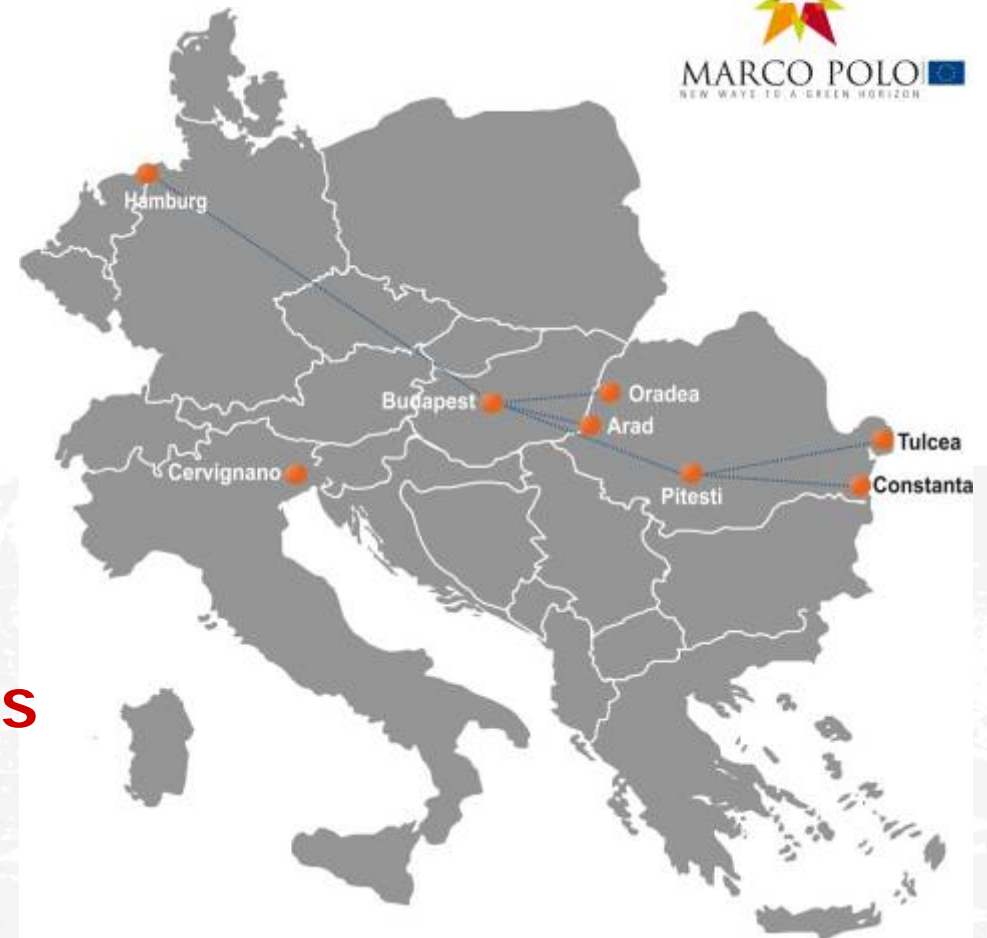 MARCO POLO
NEW WAYS TO A GREEN HORIZON
Hamburg
Budapest
Oradea
Arad
Tulcea
Cervignano
Pitesti
Constanta
s